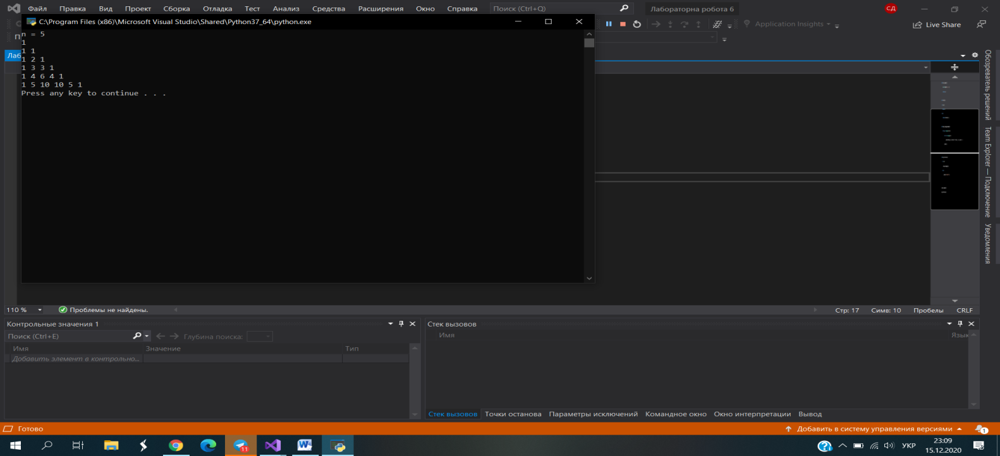 Файл Правка Вид Проект Сборка Отладка Тест Анализ Средства Расширения Окно Справка Поиск (Ctrl+Q) Лабораторна робота 6 СД
C:\Program Files (x86)\Microsoft Visual Studio\Shared\Python37_64\python.exe
Application Insights
Live Share
n = 5
1
1 1
1 2 1
1 3 3 1
1 4 6 4 1
1 5 10 10 5 1
Press any key to continue . . .
П
Лаб
Обозреватель решений
Team Explorer — Подключение
Уведомления
110 % Проблемы не найдены. Стр: 17 Симв: 10 Пробелы CRLF
Контрольные значения 1
Поиск (Ctrl+E) Глубина поиска:
Имя Значение Тип
Добавить элемент в контрольно...
Стек вызовов
Имя Язык
Стек вызовов Точки останова Параметры исключений Командное окно Окно интерпретации Вывод
Готово Добавить в систему управления версиями 1
11
УКР
23:09
15.12.2020